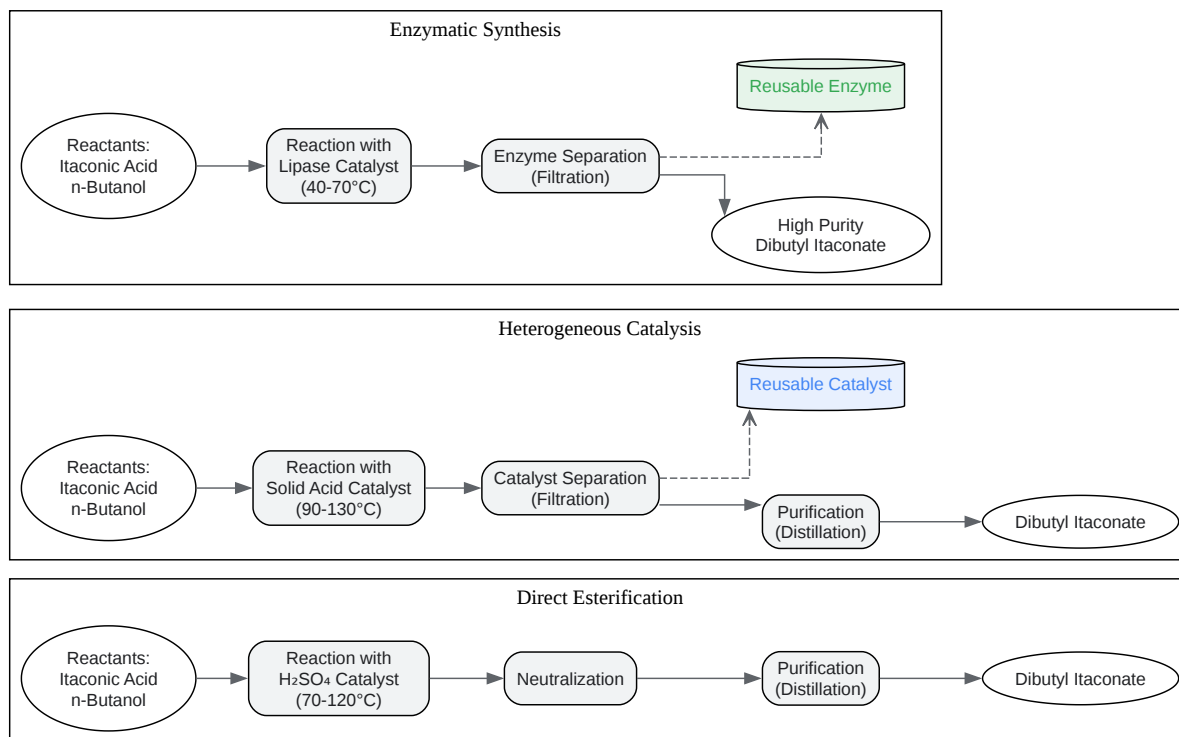 Enzymatic Synthesis
Reusable Enzyme
Reactants:
Itaconic Acid
n-Butanol
Reaction with
Lipase Catalyst
(40-70°C)
Enzyme Separation
(Filtration)
High Purity
Dibutyl Itaconate
Heterogeneous Catalysis
Reusable Catalyst
Reactants:
Itaconic Acid
n-Butanol
Reaction with
Solid Acid Catalyst
(90-130°C)
Catalyst Separation
(Filtration)
Purification
(Distillation)
Dibutyl Itaconate
Direct Esterification
Reactants:
Itaconic Acid
n-Butanol
Reaction with
H₂SO₄ Catalyst
(70-120°C)
Neutralization
Purification
(Distillation)
Dibutyl Itaconate